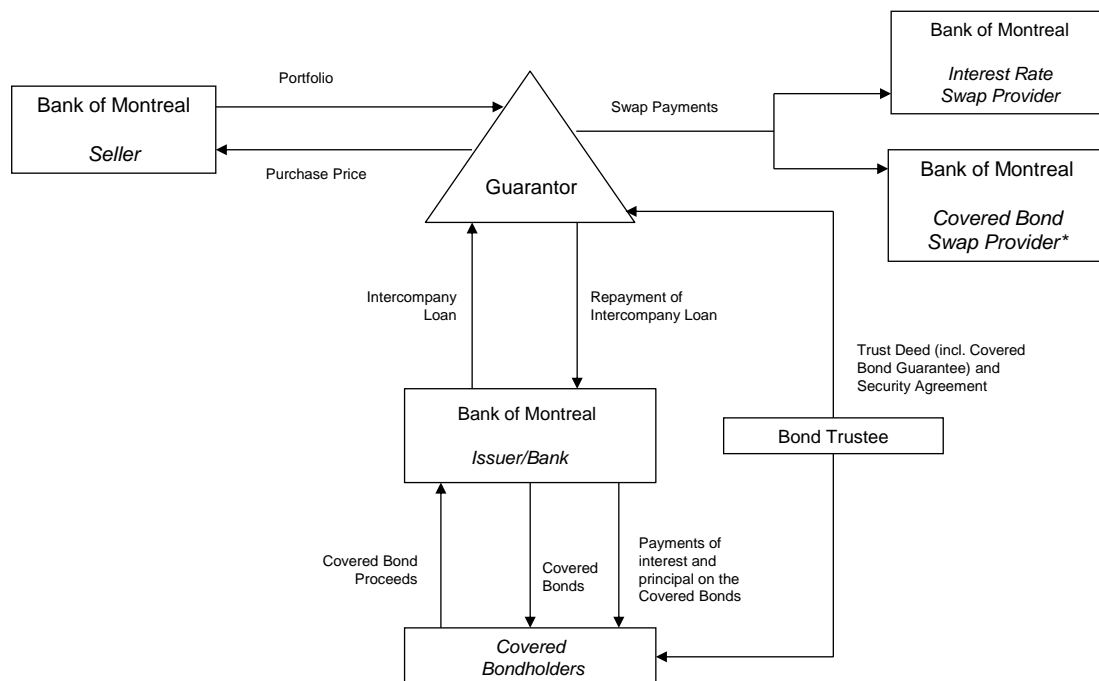 Bank of Montreal
Interest Rate
Swap Provider
Portfolio
Swap Payments
Bank of Montreal
Seller
Purchase Price
Guarantor
Bank of Montreal
Covered Bond
Swap Provider*
Intercompany
Loan
Repayment of
Intercompany Loan
Trust Deed (incl. Covered
Bond Guarantee) and
Security Agreement
Bank of Montreal
Issuer/Bank
Bond Trustee
Covered Bond
Proceeds
Covered
Bonds
Payments of
interest and
principal on the
Covered Bonds
Covered
Bondholders